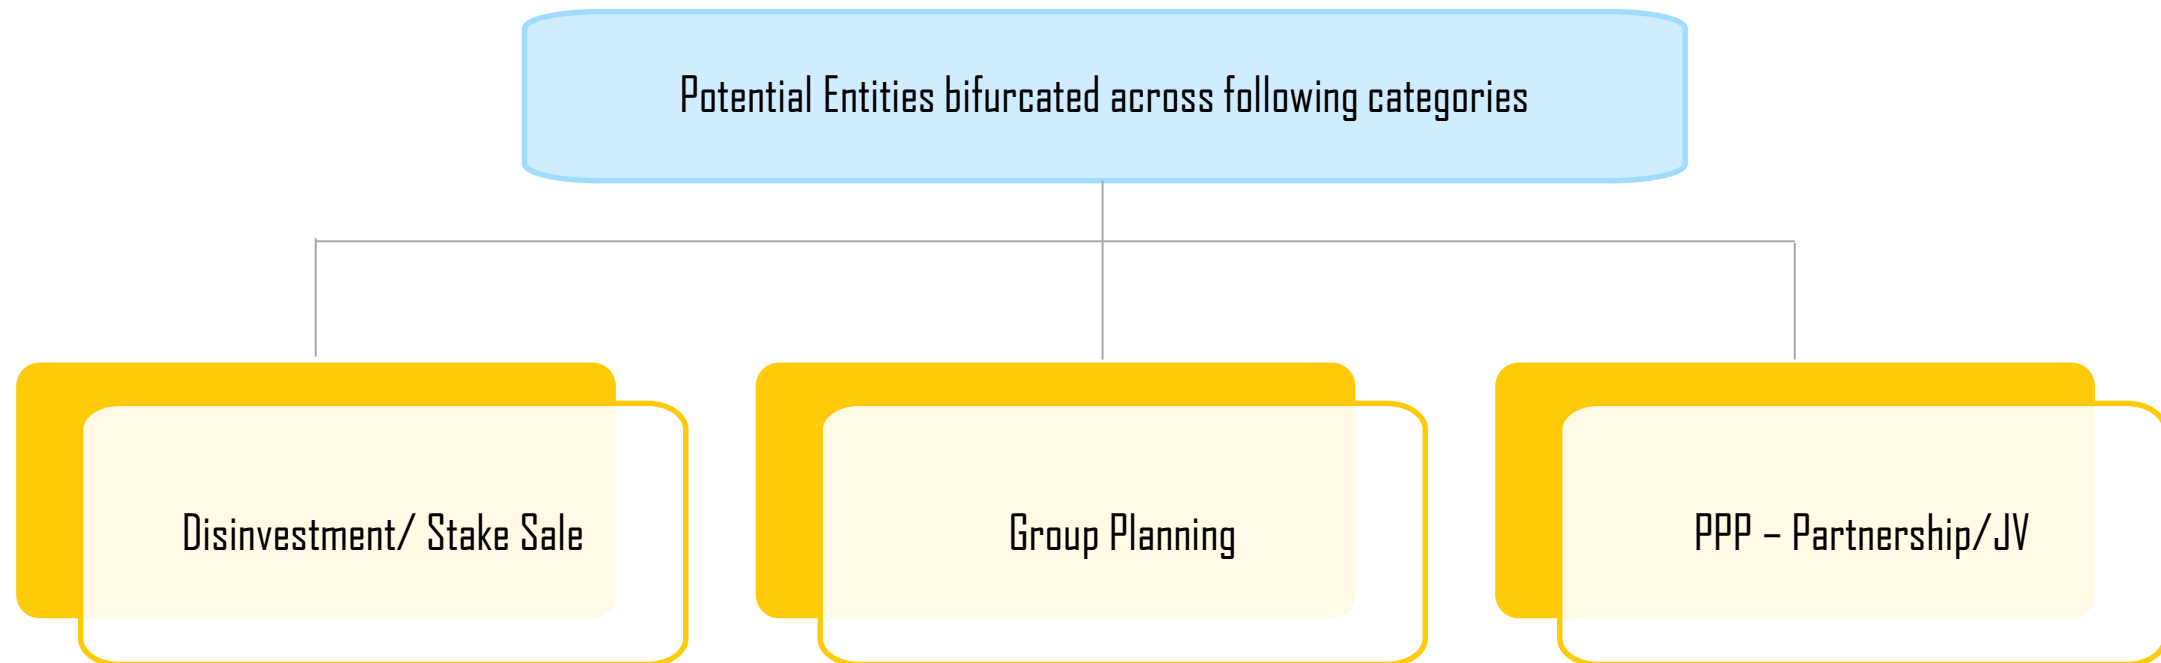 Potential Entities bifurcated across following categories
Disinvestment/ Stake Sale
Group Planning
PPP – Partnership/JV